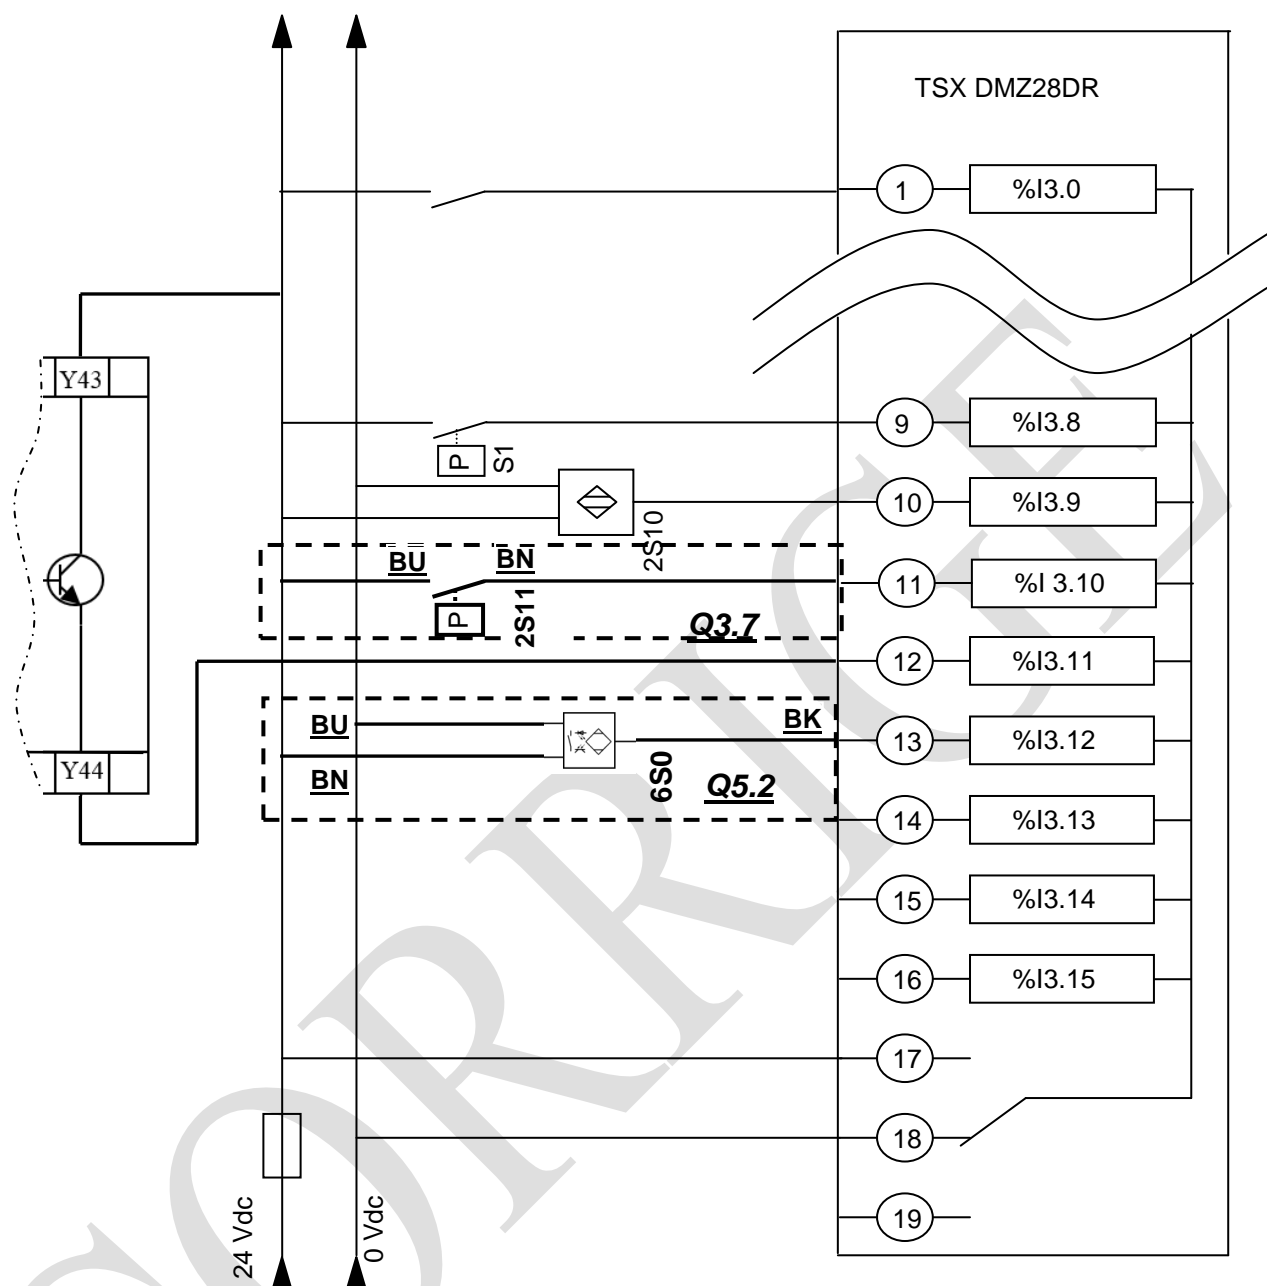 TSX DMZ28DR
1 %I3.0
Y43
9 %I3.8
P S1
10 %I3.9
2S10
BU BN
11 %I 3.10
P 2S11
Q3.7
12 %I3.11
BU BK
13 %I3.12
Y44
BN 6S0 Q5.2
14 %I3.13
15 %I3.14
16 %I3.15
17
18
19
24 Vdc
0 Vdc
CORRIGE